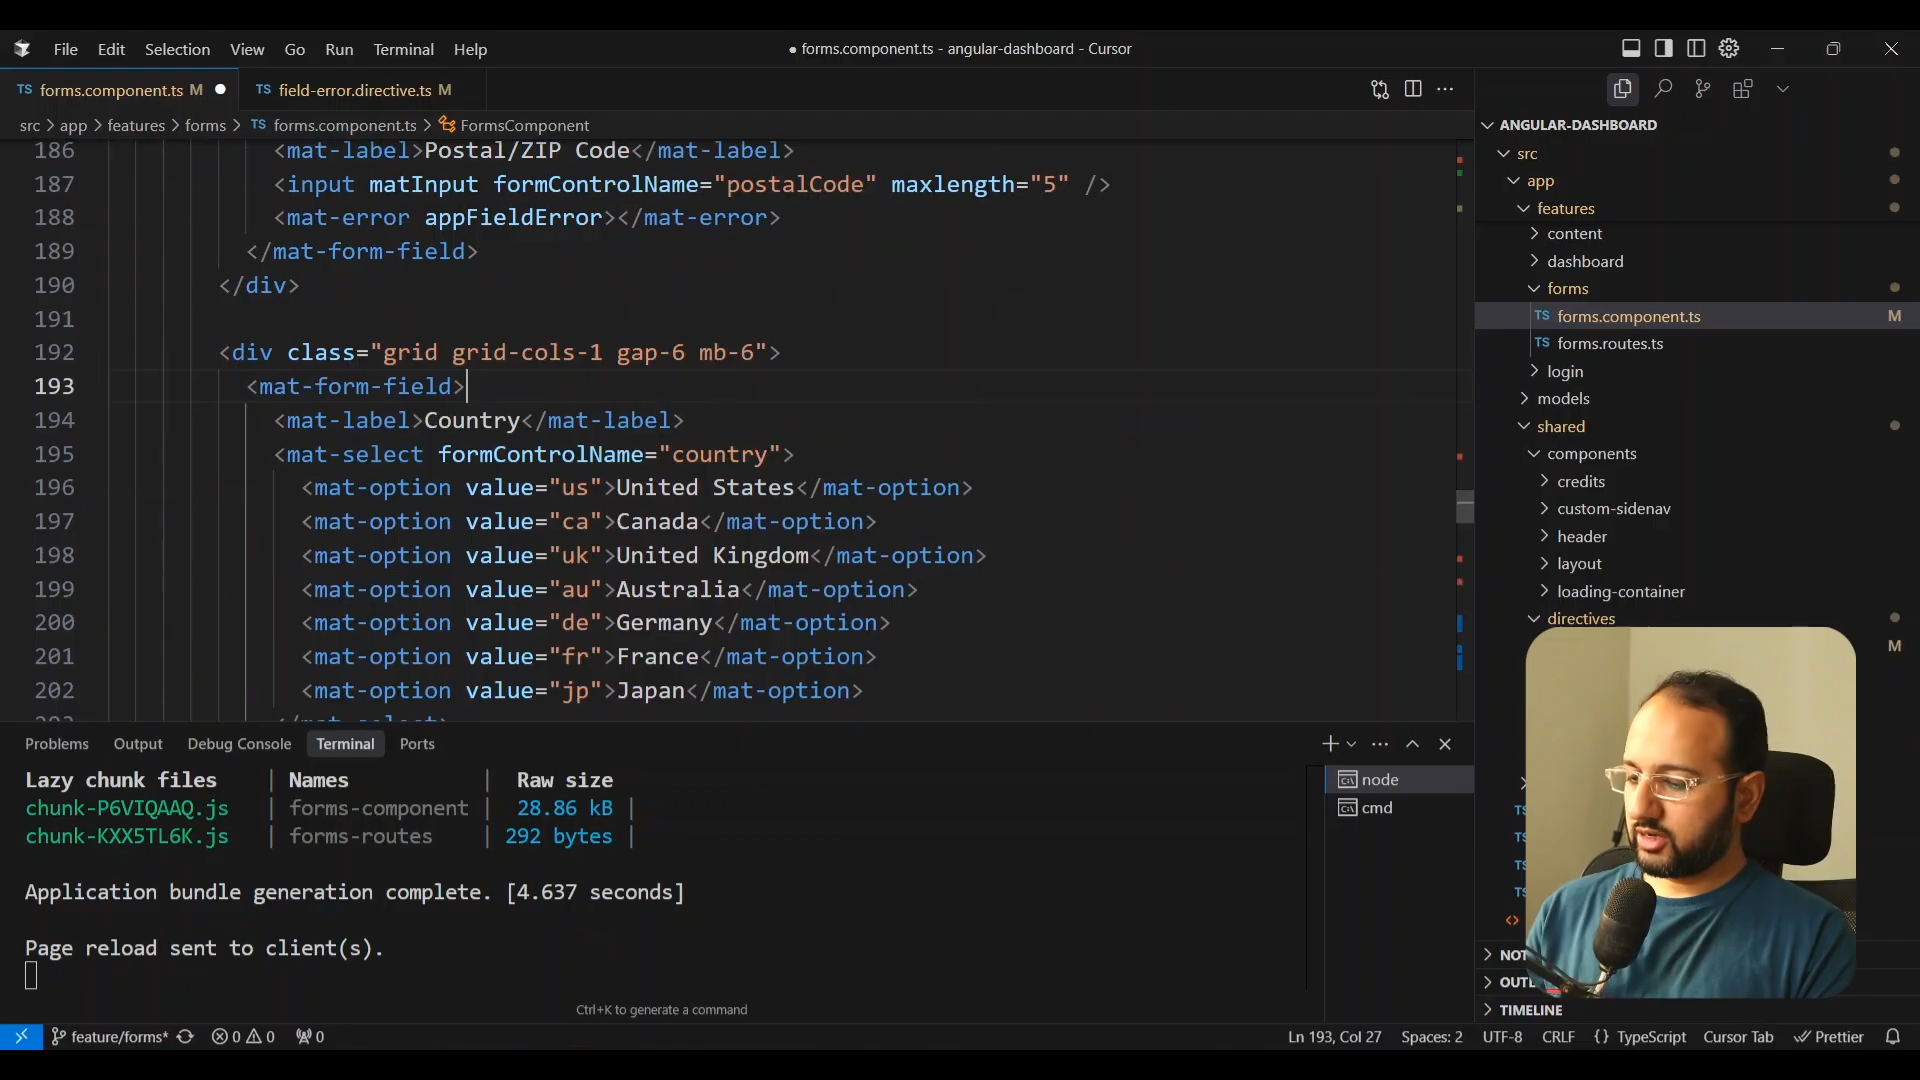 File Edit Selection View Go Run Terminal Help
● forms.component.ts - angular-dashboard - Cursor
TS forms.component.ts M
TS field-error.directive.ts M
src > app > features > forms > TS forms.component.ts > FormsComponent
186 <mat-label>Postal/ZIP Code</mat-label>
187 <input matInput formControlName="postalCode" maxlength="5" />
188 <mat-error appFieldError></mat-error>
189 </mat-form-field>
190 </div>
191
192 <div class="grid grid-cols-1 gap-6 mb-6">
193 <mat-form-field>
194 <mat-label>Country</mat-label>
195 <mat-select formControlName="country">
196 <mat-option value="us">United States</mat-option>
197 <mat-option value="ca">Canada</mat-option>
198 <mat-option value="uk">United Kingdom</mat-option>
199 <mat-option value="au">Australia</mat-option>
200 <mat-option value="de">Germany</mat-option>
201 <mat-option value="fr">France</mat-option>
202 <mat-option value="jp">Japan</mat-option>
ANGULAR-DASHBOARD
src
app
features
content
dashboard
forms
TS forms.component.ts M
TS forms.routes.ts
login
models
shared
components
credits
custom-sidenav
header
layout
loading-container
directives
M
TS
NOT
OUTL
TIMELINE
Problems Output Debug Console Terminal Ports
Lazy chunk files | Names | Raw size
chunk-P6VIQAAQ.js | forms-component | 28.86 kB |
chunk-KXX5TL6K.js | forms-routes | 292 bytes |
Application bundle generation complete. [4.637 seconds]
Page reload sent to client(s).
node
cmd
Ctrl+K to generate a command
feature/forms* 0 0 0
Ln 193, Col 27 Spaces: 2 UTF-8 CRLF {} TypeScript Cursor Tab Prettier